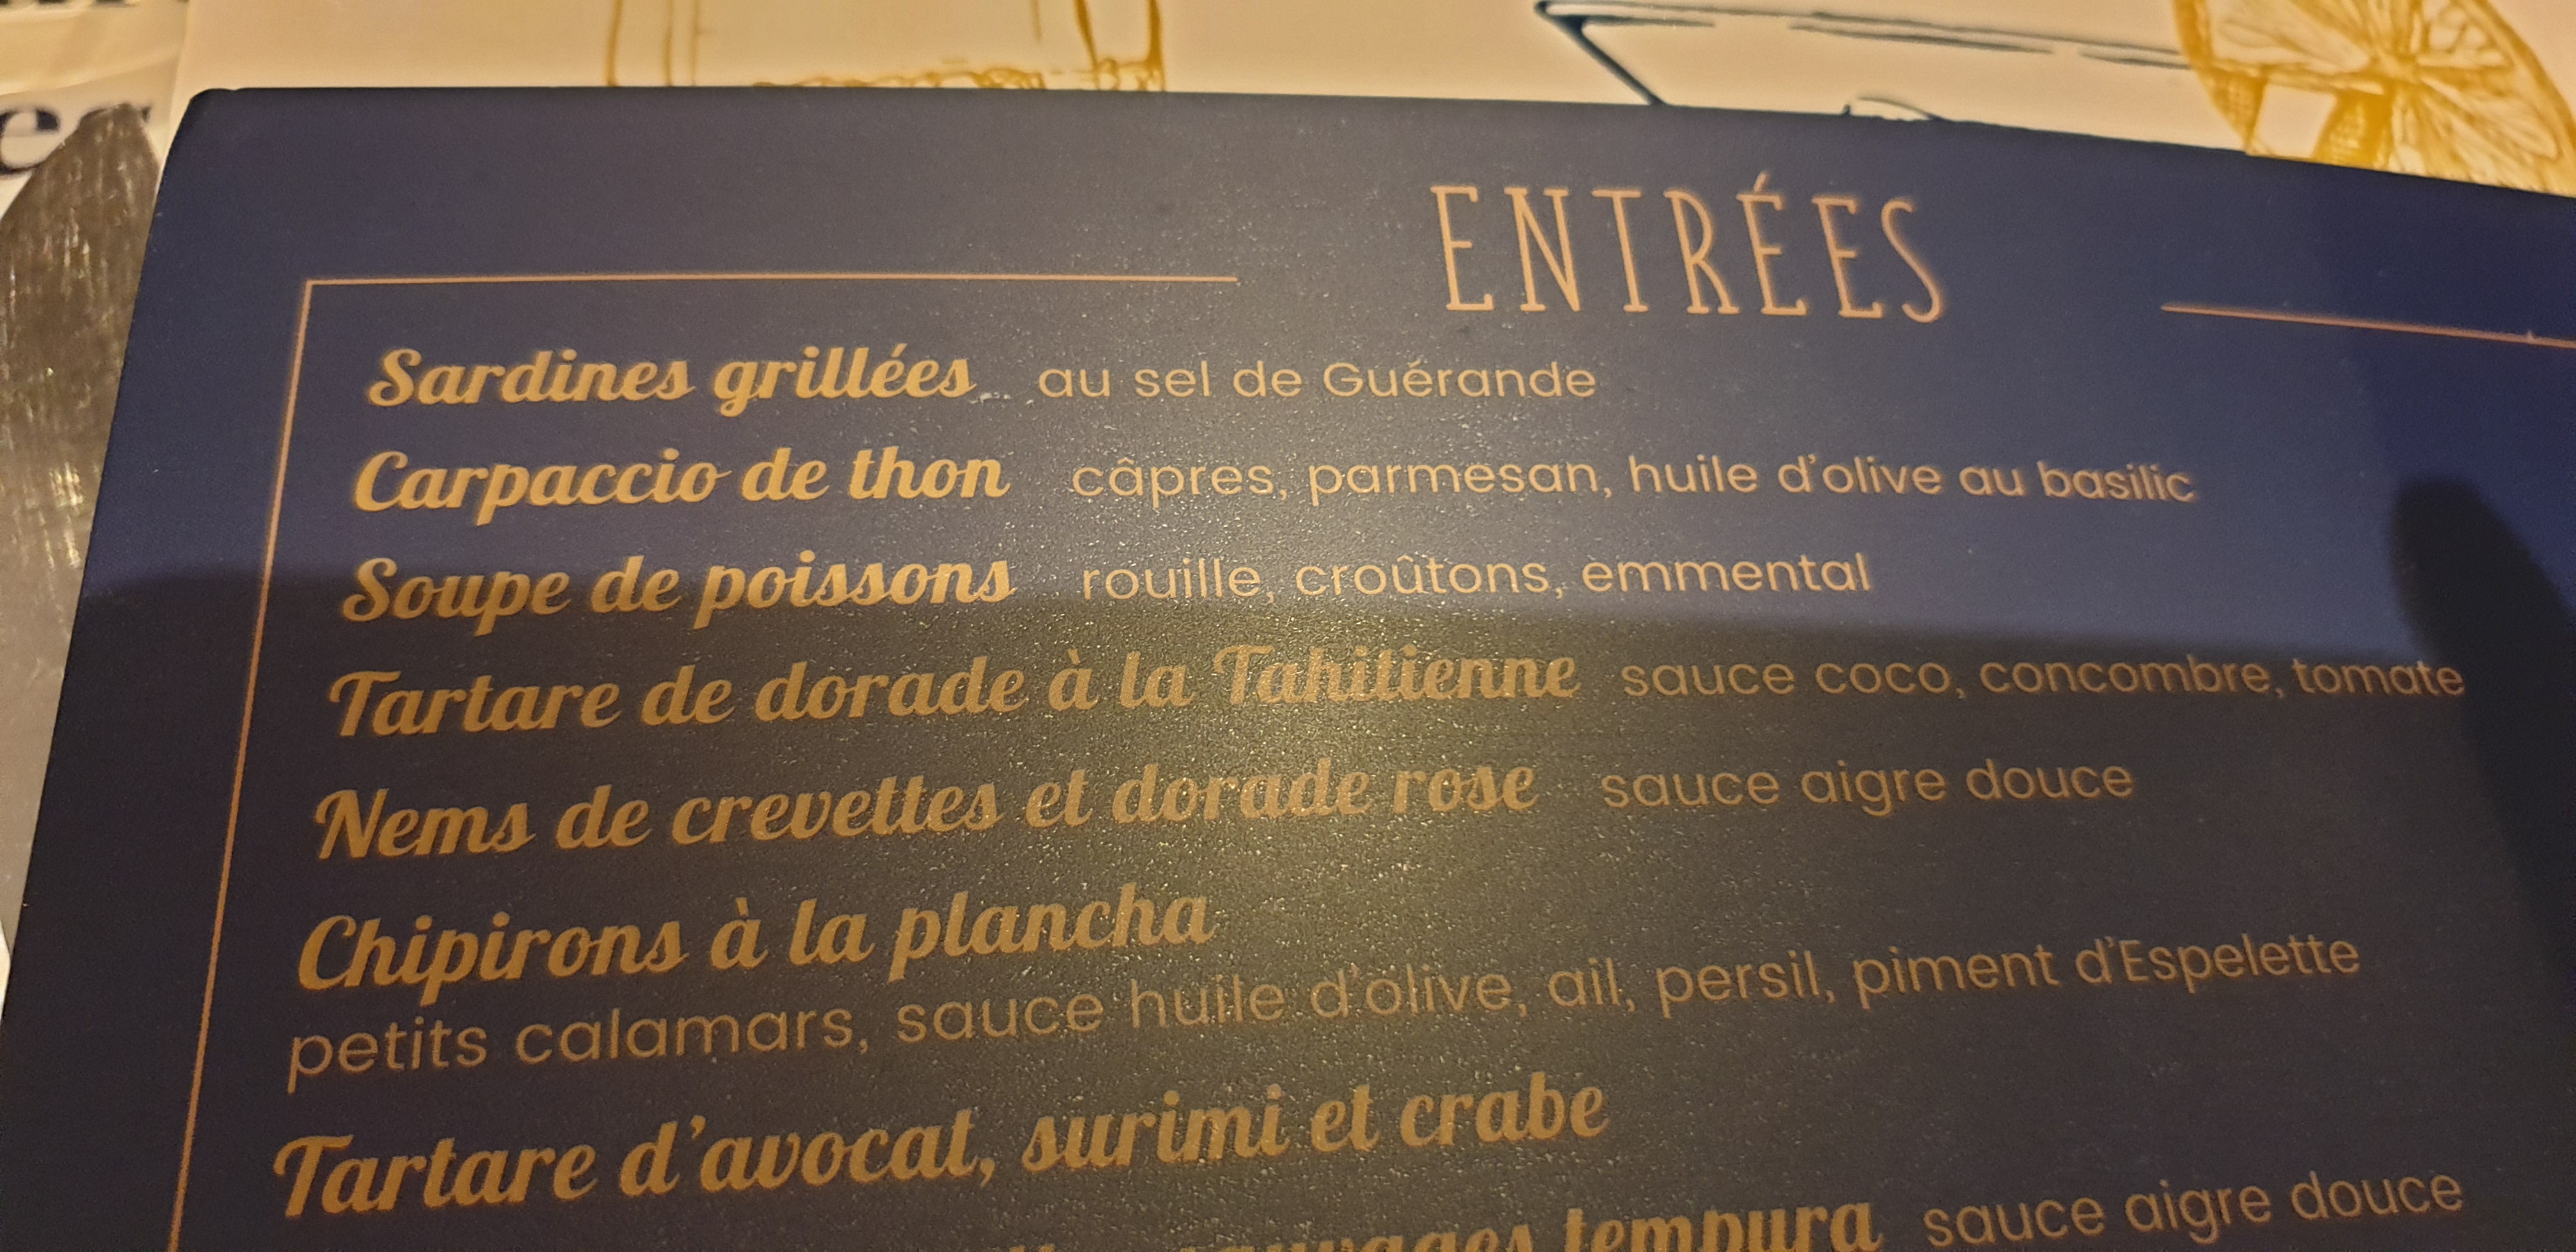 ENTRÉES
Sardines grillées au sel de Guérande
Carpaccio de thon câpres, parmesan, huile d'olive au basilic
Soupe de poissons rouille, croûtons, emmental
Tartare de dorade à la Tahitienne sauce coco, concombre, tomate
Nems de crevettes et dorade rose sauce aigre douce
Chipirons à la plancha
petits calamars, sauce huile d'olive, ail, persil, piment d'Espelette
Tartare d'avocat, surimi et crabe
sauvages tempura sauce aigre douce